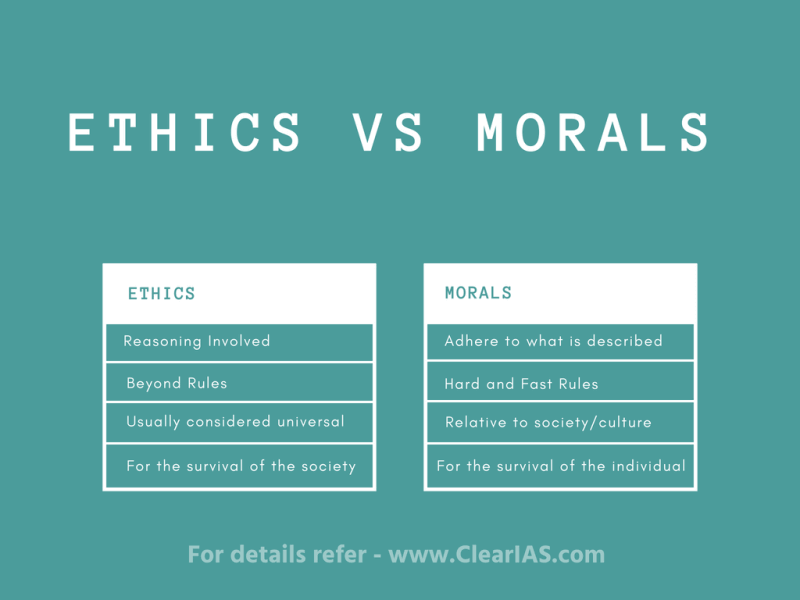 ETHICS VS MORALS
ETHICS
Reasoning Involved
Beyond Rules
Usually considered universal
For the survival of the society
MORALS
Adhere to what is described
Hard and Fast Rules
Relative to society/culture
For the survival of the individual
For details refer - www.ClearIAS.com